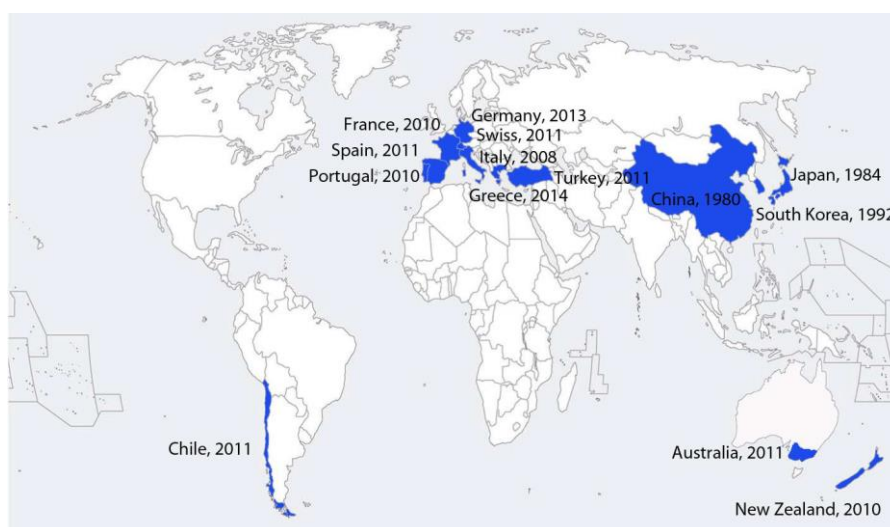 France, 2010
Germany, 2013
Swiss, 2011
Spain, 2011
Italy, 2008
Portugal, 2010
Turkey, 2011
Greece, 2014
China, 1980
Japan, 1984
South Korea, 1992
Chile, 2011
Australia, 2011
New Zealand, 2010